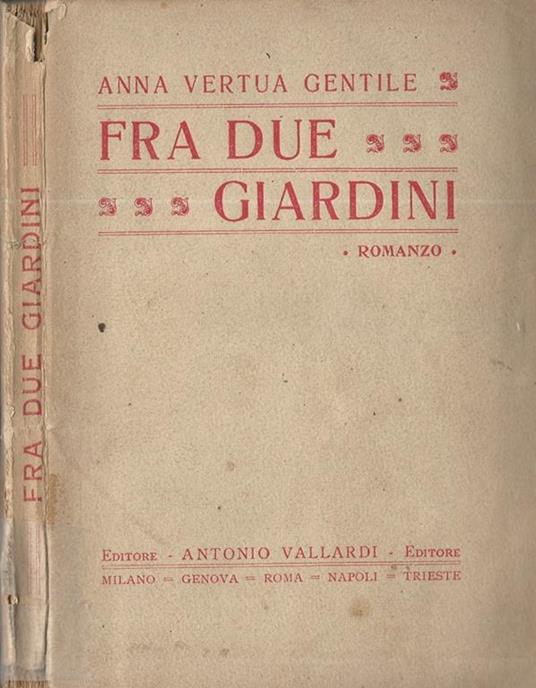 ANNA VERTUA GENTILE
FRA DUE
GIARDINI
• ROMANZO •
EDITORE - ANTONIO VALLARDI - EDITORE
MILANO = GENOVA = ROMA = NAPOLI = TRIESTE
FRA DUE GIARDINI